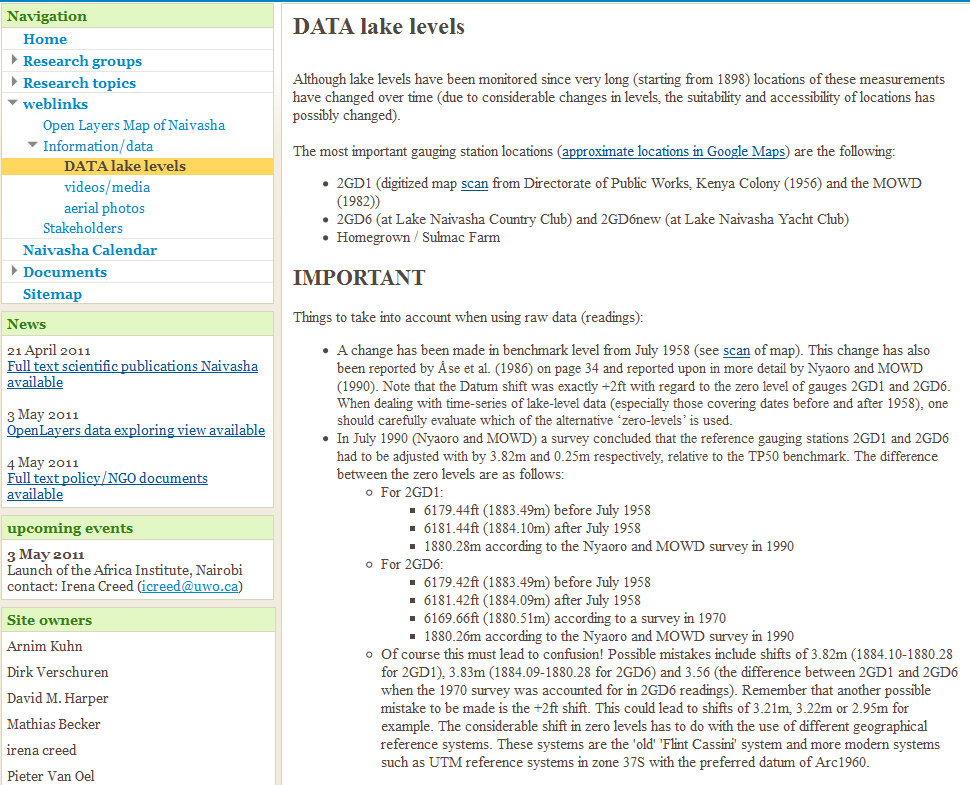 Navigation
Home
Research groups
Research topics
weblinks
Open Layers Map of Naivasha
Information/data
DATA lake levels
videos/media
aerial photos
Stakeholders
Naivasha Calendar
Documents
Sitemap
News
21 April 2011
Full text scientific publications Naivasha
available
3 May 2011
OpenLayers data exploring view available
4 May 2011
Full text policy/NGO documents
available
upcoming events
3 May 2011
Launch of the Africa Institute, Nairobi
contact: Irena Creed (icreed@uwo.ca)
Site owners
Arnim Kuhn
Dirk Verschuren
David M. Harper
Mathias Becker
irena creed
Pieter Van Oel
DATA lake levels
Although lake levels have been monitored since very long (starting from 1898) locations of these measurements
have changed over time (due to considerable changes in levels, the suitability and accessibility of locations has
possibly changed).
The most important gauging station locations (approximate locations in Google Maps) are the following:
• 2GD1 (digitized map scan from Directorate of Public Works, Kenya Colony (1956) and the MOWD
(1982))
• 2GD6 (at Lake Naivasha Country Club) and 2GD6new (at Lake Naivasha Yacht Club)
• Homegrown / Sulmac Farm
IMPORTANT
Things to take into account when using raw data (readings):
• A change has been made in benchmark level from July 1958 (see scan of map). This change has also
been reported by Åse et al. (1986) on page 34 and reported upon in more detail by Nyaoro and MOWD
(1990). Note that the Datum shift was exactly +2ft with regard to the zero level of gauges 2GD1 and 2GD6.
When dealing with time-series of lake-level data (especially those covering dates before and after 1958), one
should carefully evaluate which of the alternative ‘zero-levels’ is used.
• In July 1990 (Nyaoro and MOWD) a survey concluded that the reference gauging stations 2GD1 and 2GD6
had to be adjusted with by 3.82m and 0.25m respectively, relative to the TP50 benchmark. The difference
between the zero levels are as follows:
◦ For 2GD1:
▪ 6179.44ft (1883.49m) before July 1958
▪ 6181.44ft (1884.10m) after July 1958
▪ 1880.28m according to the Nyaoro and MOWD survey in 1990
◦ For 2GD6:
▪ 6179.42ft (1883.49m) before July 1958
▪ 6181.42ft (1884.09m) after July 1958
▪ 6169.66ft (1880.51m) according to a survey in 1970
▪ 1880.26m according to the Nyaoro and MOWD survey in 1990
◦ Of course this must lead to confusion! Possible mistakes include shifts of 3.82m (1884.10-1880.28
for 2GD1), 3.83m (1884.09-1880.28 for 2GD6) and 3.56 (the difference between 2GD1 and 2GD6
when the 1970 survey was accounted for in 2GD6 readings). Remember that another possible
mistake to be made is the +2ft shift. This could lead to shifts of 3.21m, 3.22m or 2.95m for
example. The considerable shift in zero levels has to do with the use of different geographical
reference systems. These systems are the 'old' 'Flint Cassini' system and more modern systems
such as UTM reference systems in zone 37S with the preferred datum of Arc1960.